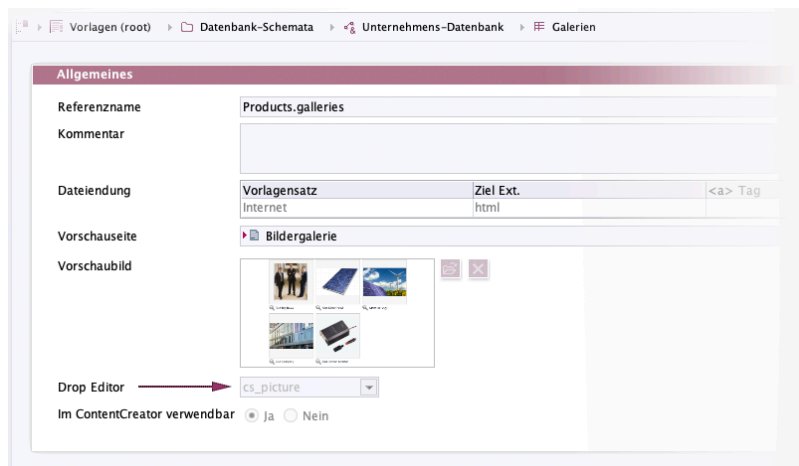 Vorlagen (root) Datenbank-Schemata Unternehmens-Datenbank Galerien
Allgemeines
Referenzname Products.galleries
Kommentar
Dateiendung Vorlagensatz Ziel Ext. <a> Tag
Internet html
Vorschauseite Bildergalerie
Vorschaubild
Drop Editor cs_picture
Im ContentCreator verwendbar Ja Nein